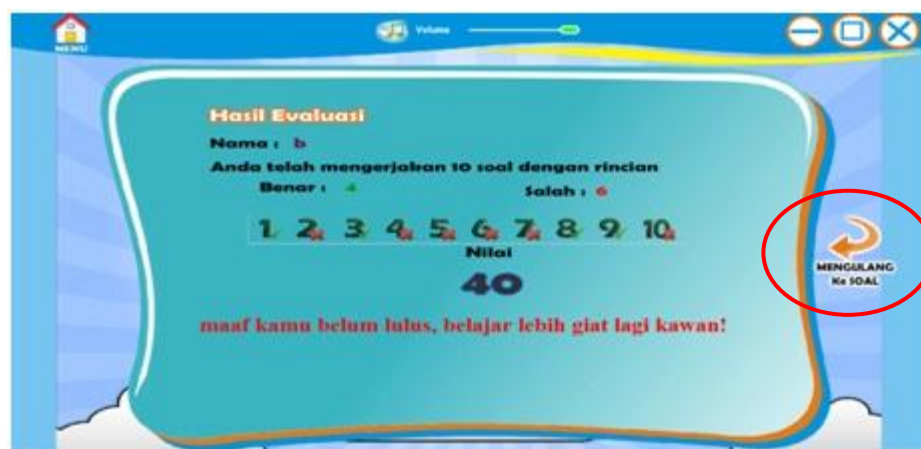 MENU
Volume
Hasil Evaluasi
Nama : b
Anda telah mengerjakan 10 soal dengan rincian
Benar : 4 Salah : 6
1 2 3 4 5 6 7 8 9 10
Nilai
40
maaf kamu belum lulus, belajar lebih giat lagi kawan!
MENGULANG
Ke SOAL